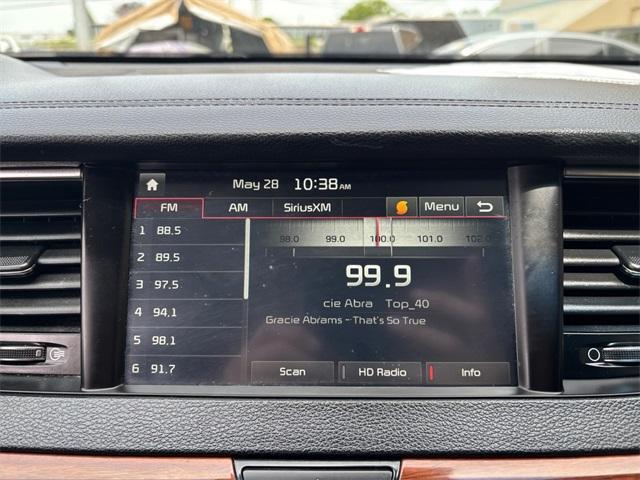 May 28 10:38 AM
FM AM SiriusXM Menu
1 88.5
2 89.5
3 97.5
4 94.1
5 98.1
6 91.7
98.0 99.0 100.0 101.0 102.0
99.9
cie Abra Top_40
Gracie Abrams - That's So True
Scan HD Radio Info